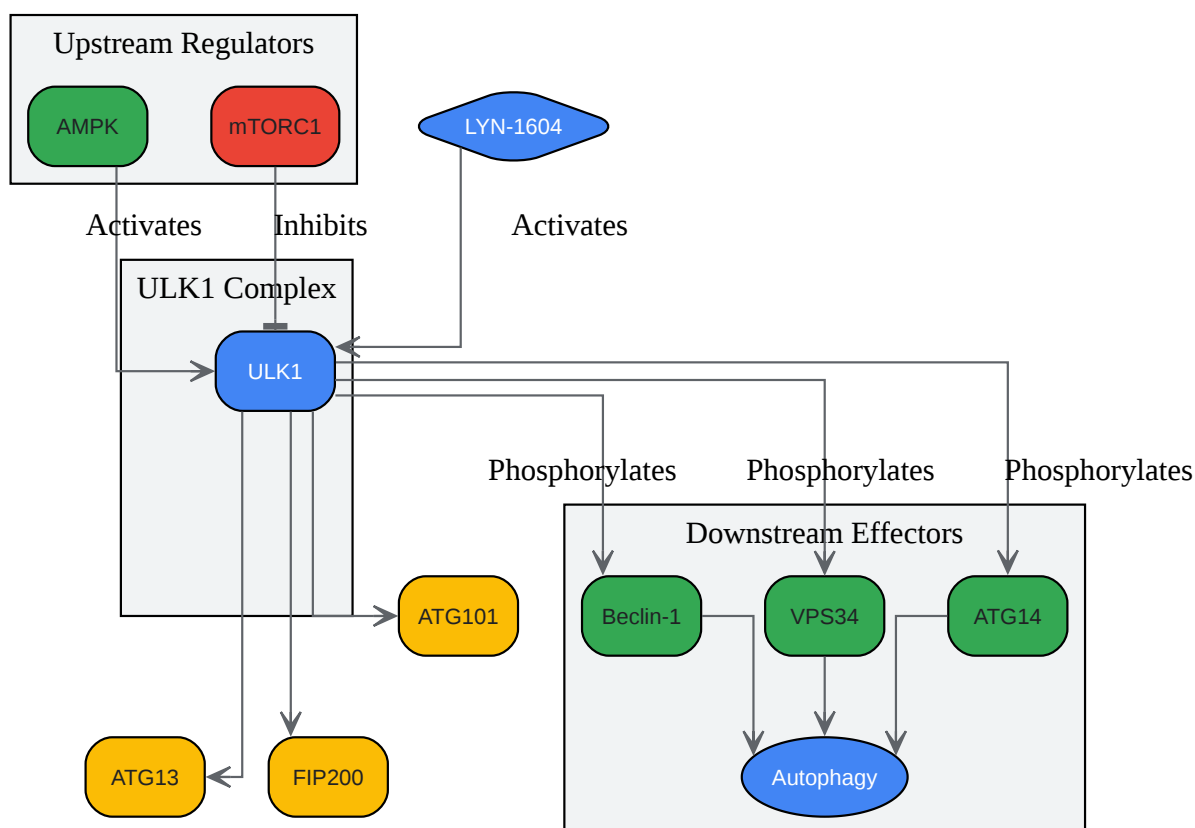 Upstream Regulators
AMPK
mTORC1
LYN-1604
Activates
Inhibits
Activates
ULK1 Complex
ULK1
Phosphorylates
Phosphorylates
Phosphorylates
Downstream Effectors
ATG101
Beclin-1
VPS34
ATG14
ATG13
FIP200
Autophagy